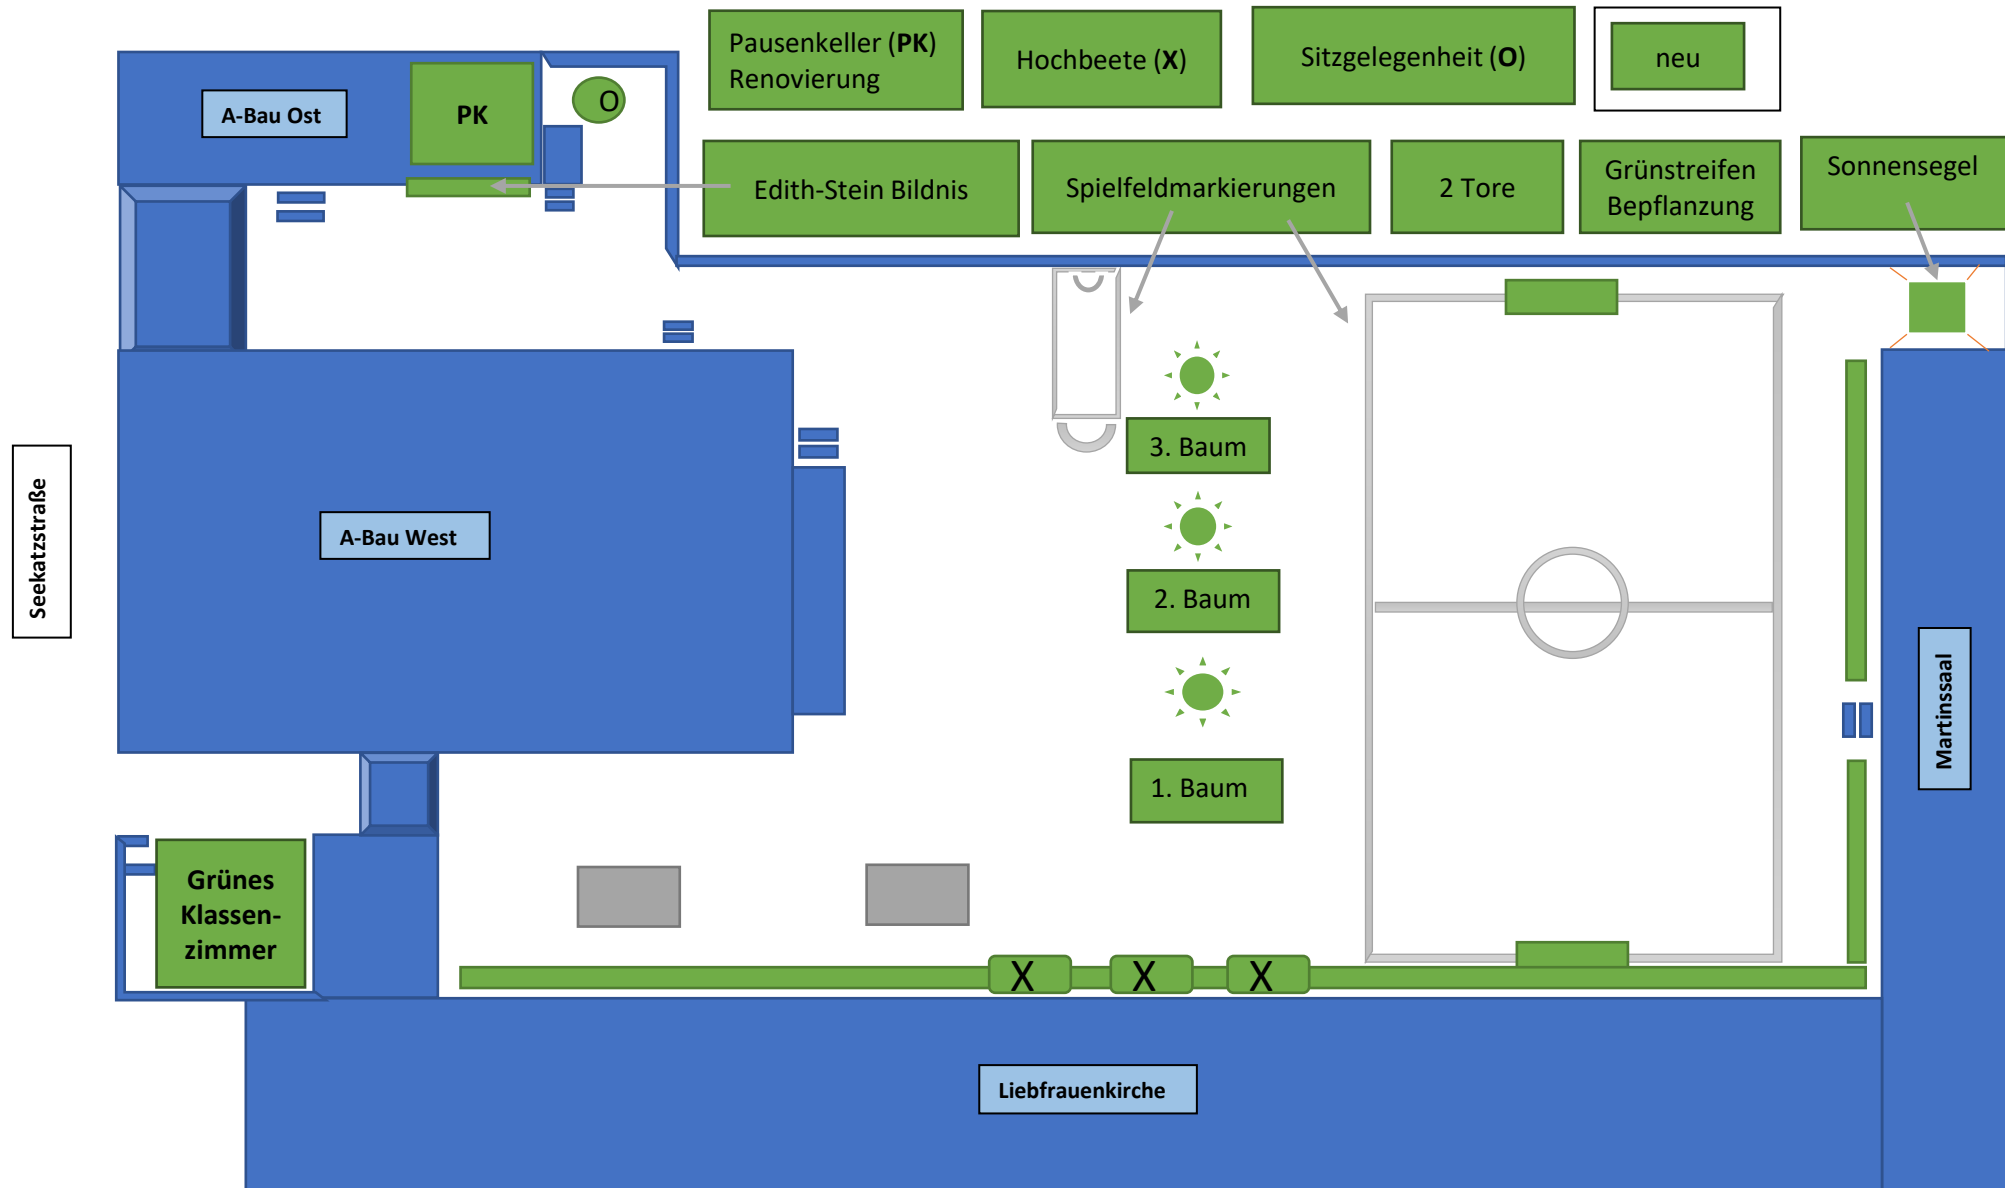 Pausenkeller (PK)
Renovierung
Hochbeete (X)
Sitzgelegenheit (O)
neu
A-Bau Ost
PK
O
Edith-Stein Bildnis
Spielfeldmarkierungen
2 Tore
Grünstreifen
Bepflanzung
Sonnensegel
3. Baum
Seekatzstraße
A-Bau West
2. Baum
Martinssaal
1. Baum
Grünes
Klassen-
zimmer
X
X
X
Liebfrauenkirche